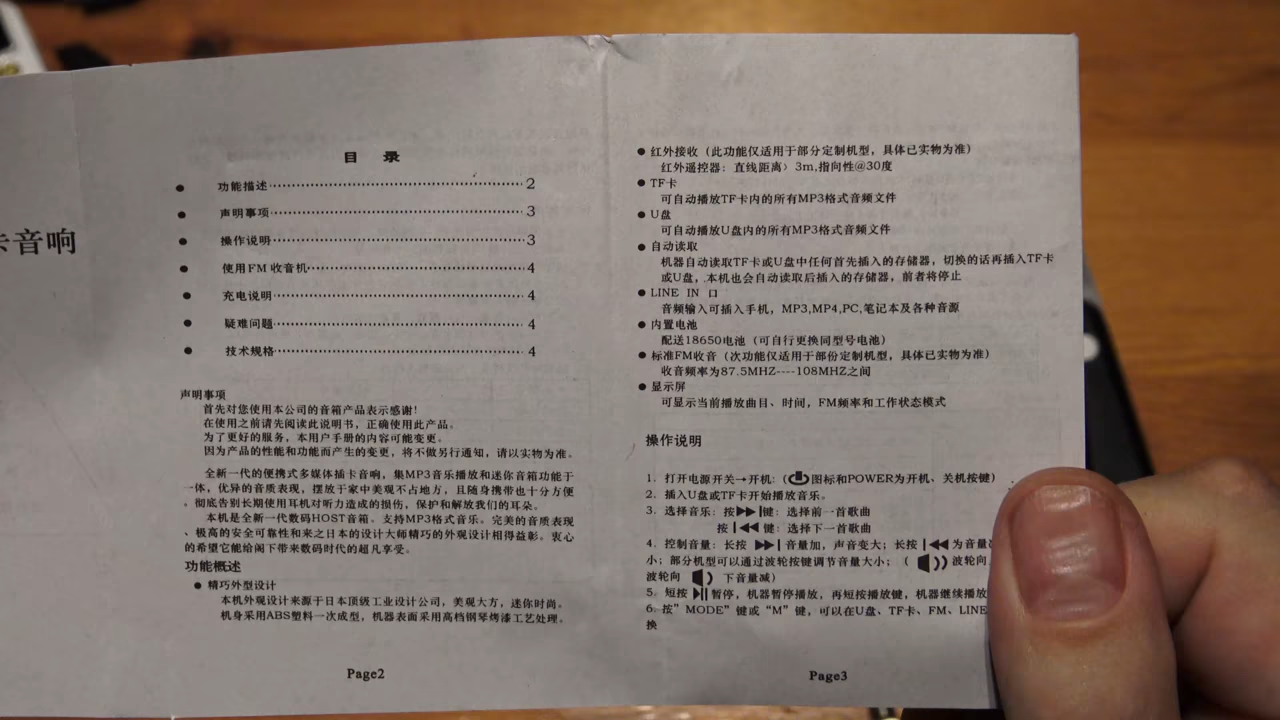 卡音响
目 录
● 功能描述 2
● 声明事项 3
● 操作说明 3
● 使用FM 收音机 4
● 充电说明 4
● 疑难问题 4
● 技术规格 4
声明事项
首先对您使用本公司的音箱产品表示感谢!
在使用之前请先阅读此说明书,正确使用此产品。
为了更好的服务,本用户手册的内容可能变更。
因为产品的性能和功能而产生的变更,将不做另行通知,请以实物为准。
全新一代的便携式多媒体插卡音响,集MP3音乐播放和迷你音箱功能于
一体,优异的音质表现,摆放于家中美观不占地方,且随身携带也十分方便
。彻底告别长期使用耳机对听力造成的损伤,保护和解放我们的耳朵。
本机是全新一代数码HOST音箱。支持MP3格式音乐。完美的音质表现
、极高的安全可靠性和来之日本的设计大师精巧的外观设计相得益彰。衷心
的希望它能给阁下带来数码时代的超凡享受。
功能概述
● 精巧外型设计
本机外观设计来源于日本顶级工业设计公司,美观大方,迷你时尚。
机身采用ABS塑料一次成型,机器表面采用高档钢琴烤漆工艺处理。
Page2
● 红外接收(此功能仅适用于部分定制机型,具体已实物为准)
红外遥控器:直线距离> 3m,指向性@30度
● TF卡
可自动播放TF卡内的所有MP3格式音频文件
● U盘
可自动播放U盘内的所有MP3格式音频文件
● 自动读取
机器自动读取TF卡或U盘中任何首先插入的存储器,切换的话再插入TF卡
或U盘,本机也会自动读取后插入的存储器,前者将停止
● LINE IN 口
音频输入可插入手机,MP3,MP4,PC,笔记本及各种音源
● 内置电池
配送18650电池(可自行更换同型号电池)
● 标准FM收音(次功能仅适用于部份定制机型,具体已实物为准)
收音频率为87.5MHZ----108MHZ之间
● 显示屏
可显示当前播放曲目、时间,FM频率和工作状态模式
操作说明
1. 打开电源开关→开机:(图标和POWER为开机、关机按键)
2. 插入U盘或TF卡开始播放音乐。
3. 选择音乐:按▶▶|键:选择前一首歌曲
按|◀◀键:选择下一首歌曲
4. 控制音量:长按 ▶▶| 音量加,声音变大;长按 |◀◀ 为音量
小;部分机型可以通过波轮按键调节音量大小;( 波轮向
波轮向 下音量减)
5. 短按 ▶|| 暂停,机器暂停播放,再短按播放键,机器继续播放
6. 按"MODE"键或"M"键,可以在U盘、TF卡、FM、LINE
换
Page3